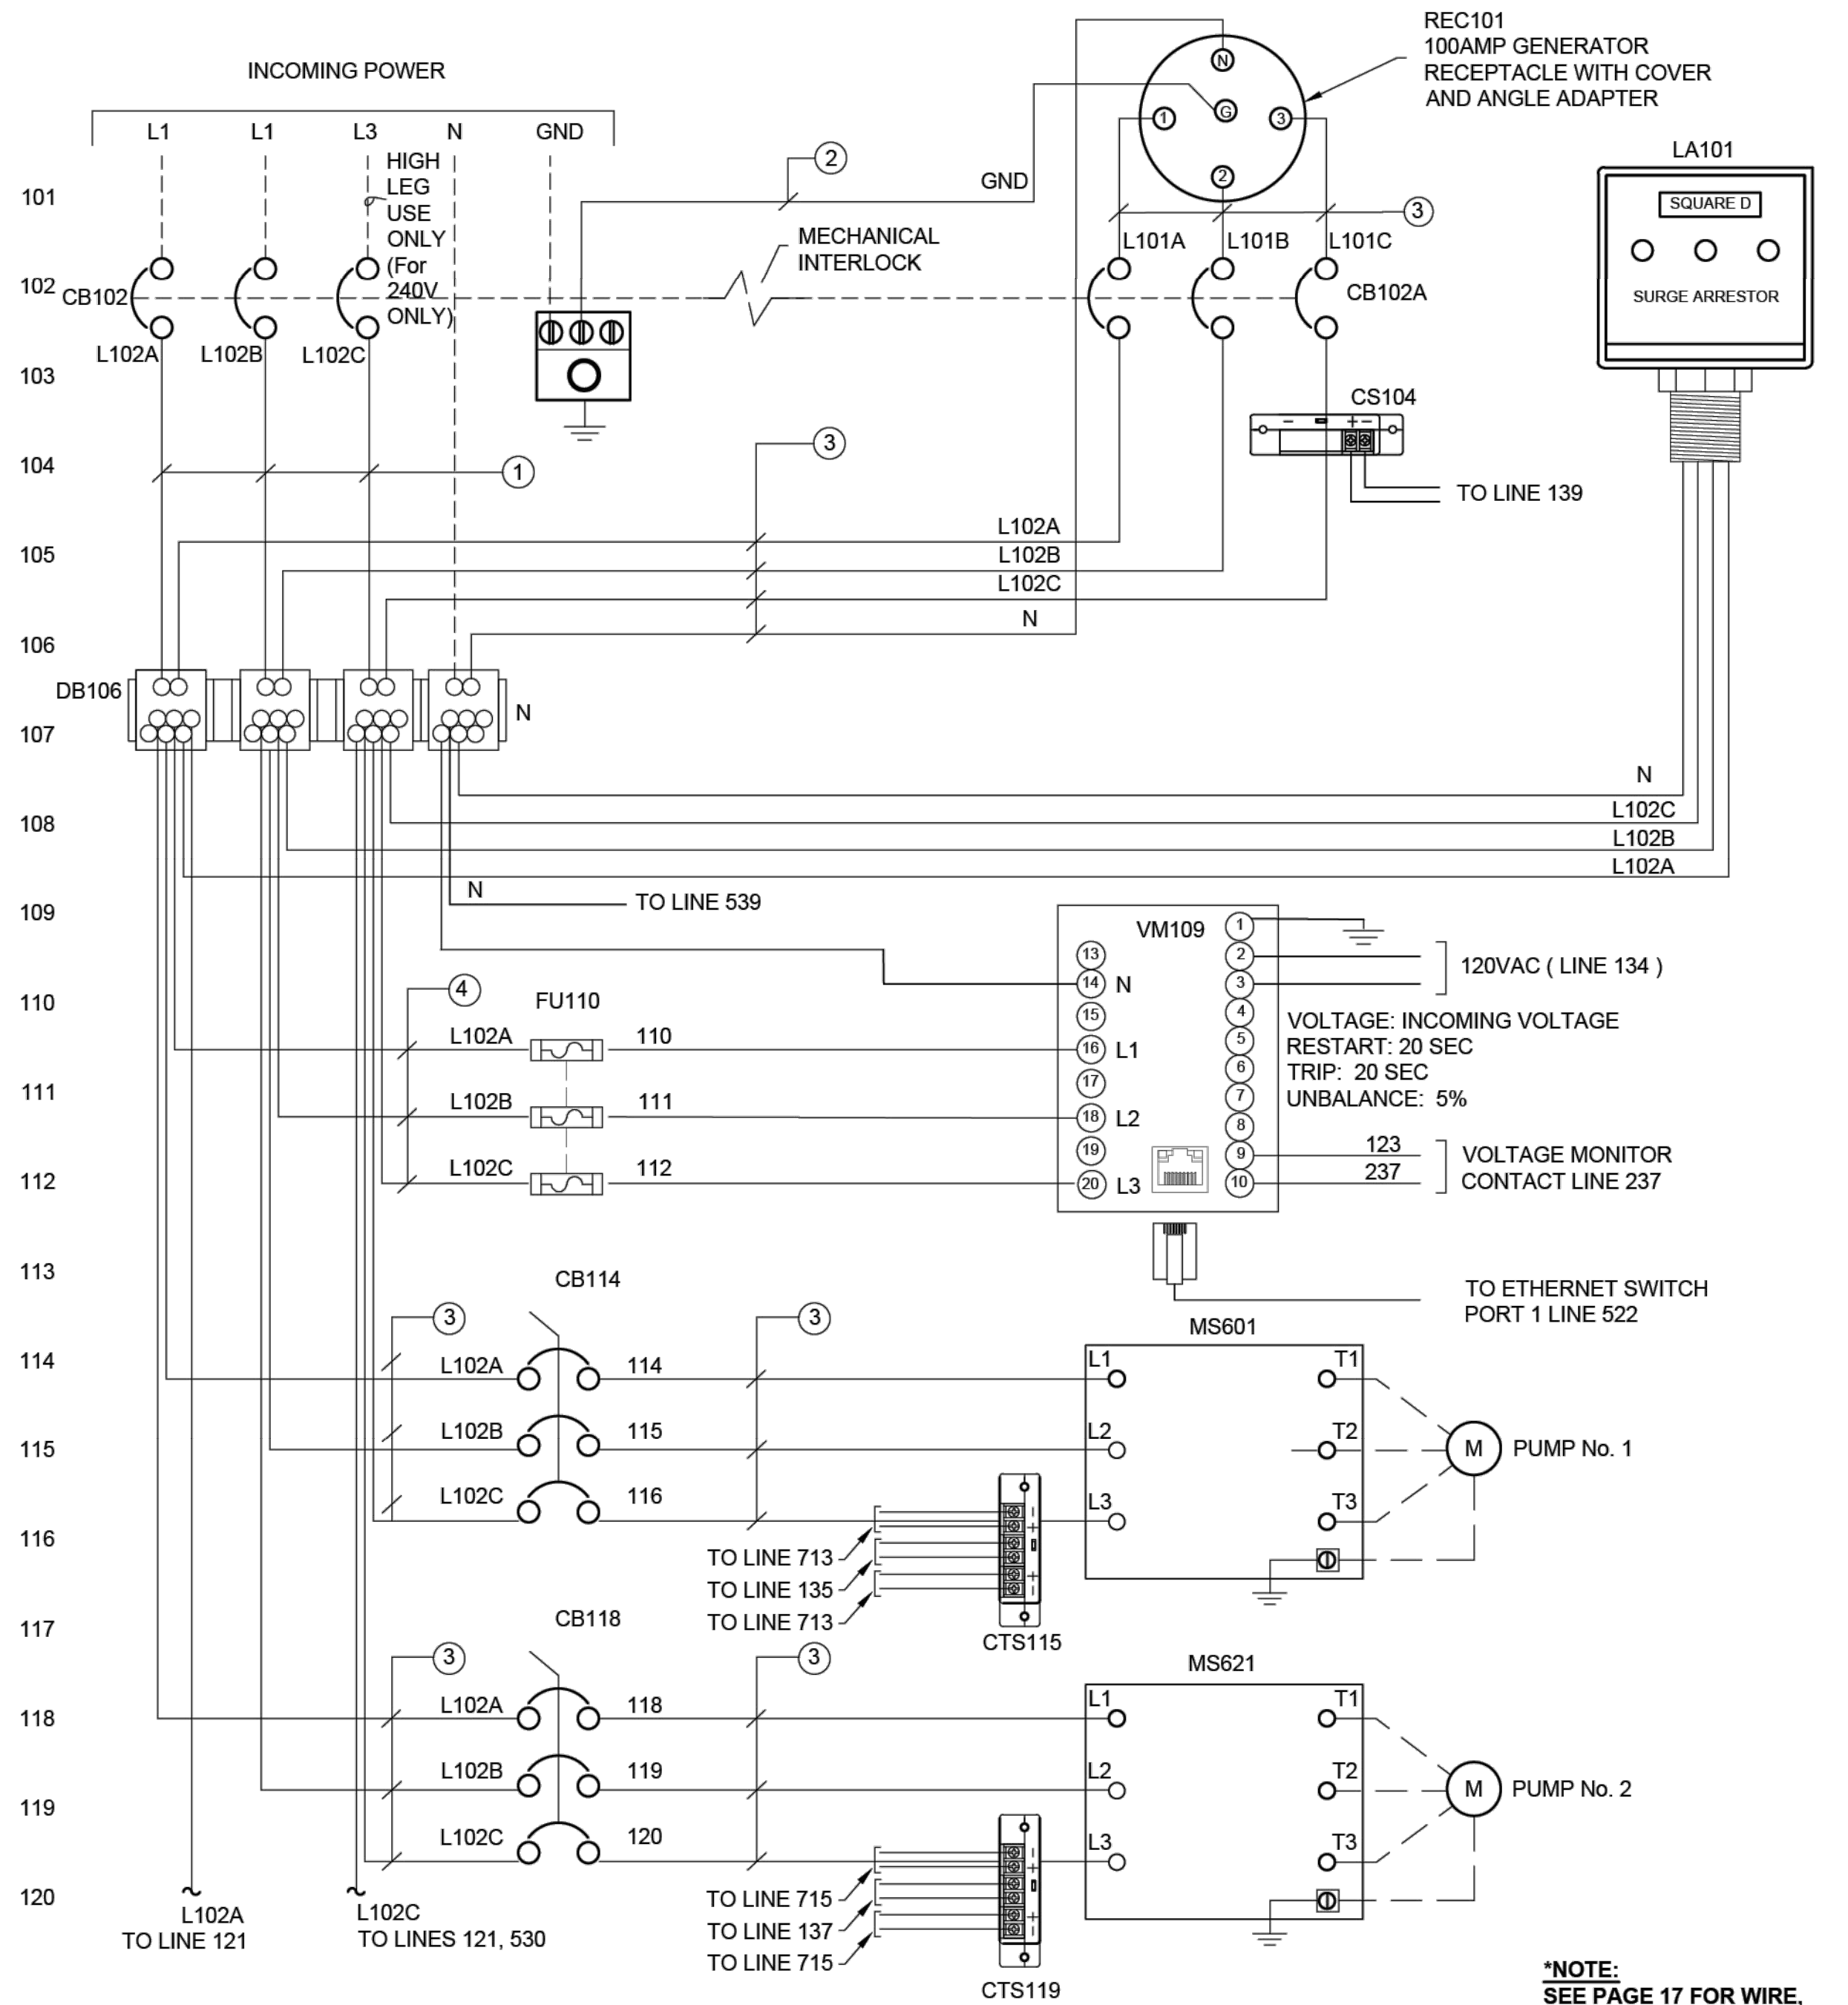 REC101
100AMP GENERATOR
RECEPTACLE WITH COVER
AND ANGLE ADAPTER
INCOMING POWER
L1 L1 L3 N GND
HIGH
LEG
USE
ONLY
(For
240V
ONLY)
N
G
1
3
2
LA101
SQUARE D
SURGE ARRESTOR
101
2
GND
3
MECHANICAL
INTERLOCK
L101A L101B L101C
102
CB102
CB102A
L102A L102B L102C
103
CS104
− + −
104
1
3
TO LINE 139
L102A
105
L102B
L102C
N
106
DB106
N
107
N
108
L102C
L102B
L102A
N
TO LINE 539
109
VM109
1
2
3
4
5
6
7
8
9
10
13
14 N
15
16 L1
17
18 L2
19
20 L3
120VAC ( LINE 134 )
110
4
FU110
VOLTAGE: INCOMING VOLTAGE
RESTART: 20 SEC
TRIP: 20 SEC
UNBALANCE: 5%
L102A 110
111
L102B 111
112
L102C 112
123
237
VOLTAGE MONITOR
CONTACT LINE 237
113
CB114
TO ETHERNET SWITCH
PORT 1 LINE 522
3
3
MS601
114
L102A 114 L1 T1
115
L102B 115 L2 T2
M
PUMP No. 1
L102C 116 L3 T3
− + + −
116
TO LINE 713
TO LINE 135
TO LINE 713
CTS115
117
CB118
3
3
MS621
118
L102A 118 L1 T1
L102B 119 L2 T2
M
PUMP No. 2
119
L102C 120 L3 T3
− + + −
120
TO LINE 715
TO LINE 137
TO LINE 715
CTS119
L102A
TO LINE 121
L102C
TO LINES 121, 530
*NOTE:
SEE PAGE 17 FOR WIRE,